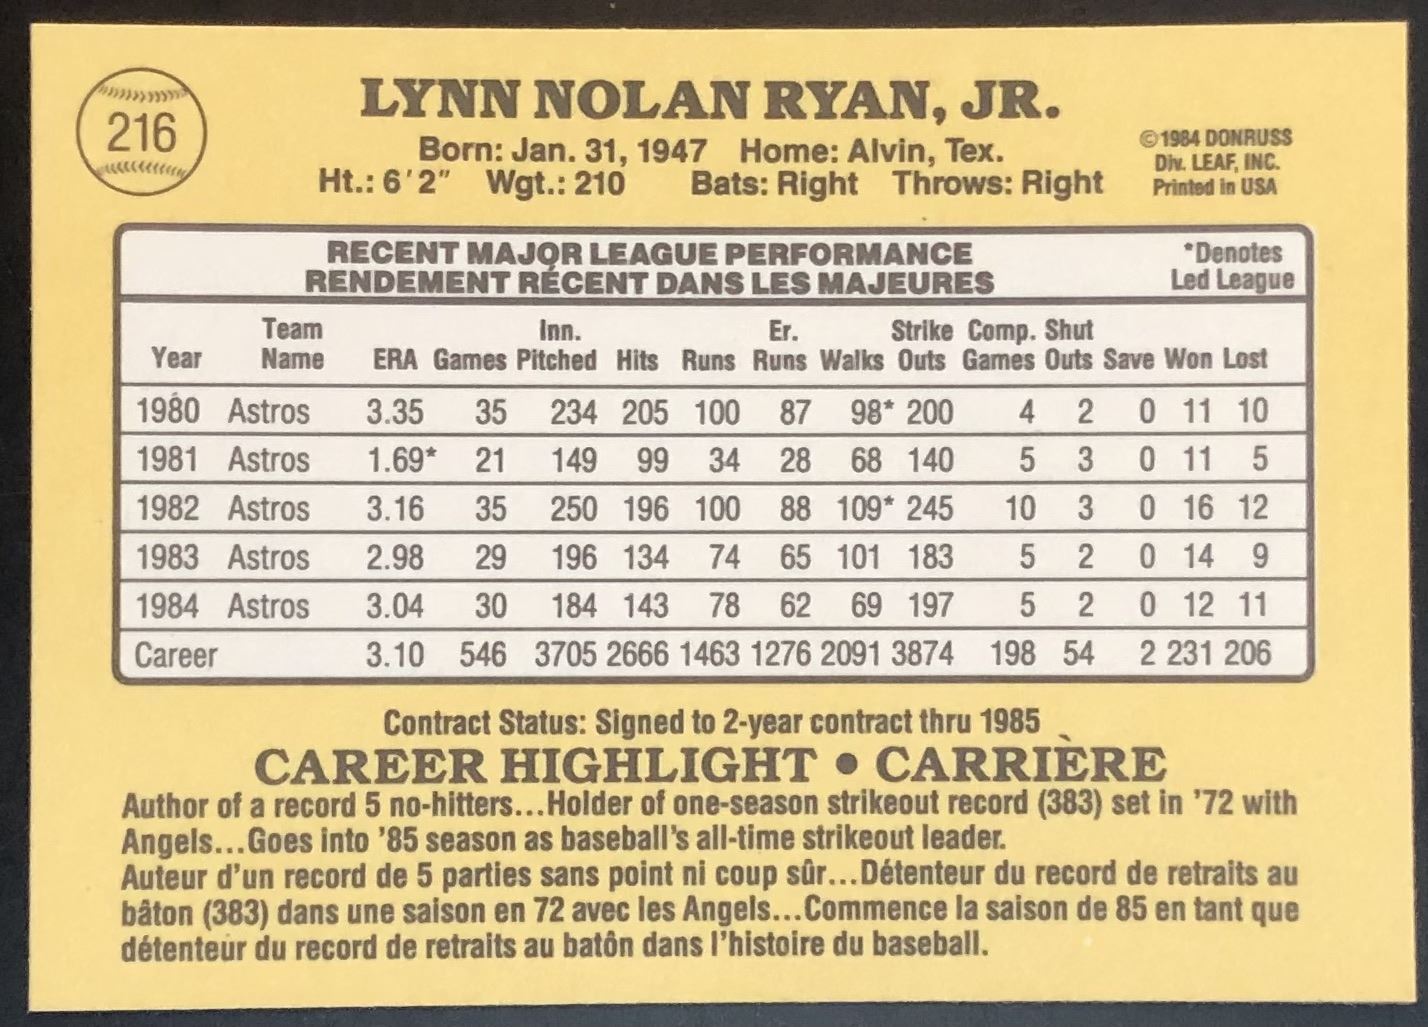 216
LYNN NOLAN RYAN, JR.
Born: Jan. 31, 1947 Home: Alvin, Tex.
Ht.: 6'2" Wgt.: 210 Bats: Right Throws: Right
©1984 DONRUSS
Div. LEAF, INC.
Printed in USA
RECENT MAJOR LEAGUE PERFORMANCE
RENDEMENT RÉCENT DANS LES MAJEURES
*Denotes
Led League
Team Inn. Er. Strike Comp. Shut
Year Name ERA Games Pitched Hits Runs Runs Walks Outs Games Outs Save Won Lost
1980 Astros 3.35 35 234 205 100 87 98* 200 4 2 0 11 10
1981 Astros 1.69* 21 149 99 34 28 68 140 5 3 0 11 5
1982 Astros 3.16 35 250 196 100 88 109* 245 10 3 0 16 12
1983 Astros 2.98 29 196 134 74 65 101 183 5 2 0 14 9
1984 Astros 3.04 30 184 143 78 62 69 197 5 2 0 12 11
Career 3.10 546 3705 2666 1463 1276 2091 3874 198 54 2 231 206
Contract Status: Signed to 2-year contract thru 1985
CAREER HIGHLIGHT • CARRIÈRE
Author of a record 5 no-hitters...Holder of one-season strikeout record (383) set in '72 with
Angels...Goes into '85 season as baseball's all-time strikeout leader.
Auteur d'un record de 5 parties sans point ni coup sûr...Détenteur du record de retraits au
bâton (383) dans une saison en 72 avec les Angels...Commence la saison de 85 en tant que
détenteur du record de retraits au batôn dans l'histoire du baseball.